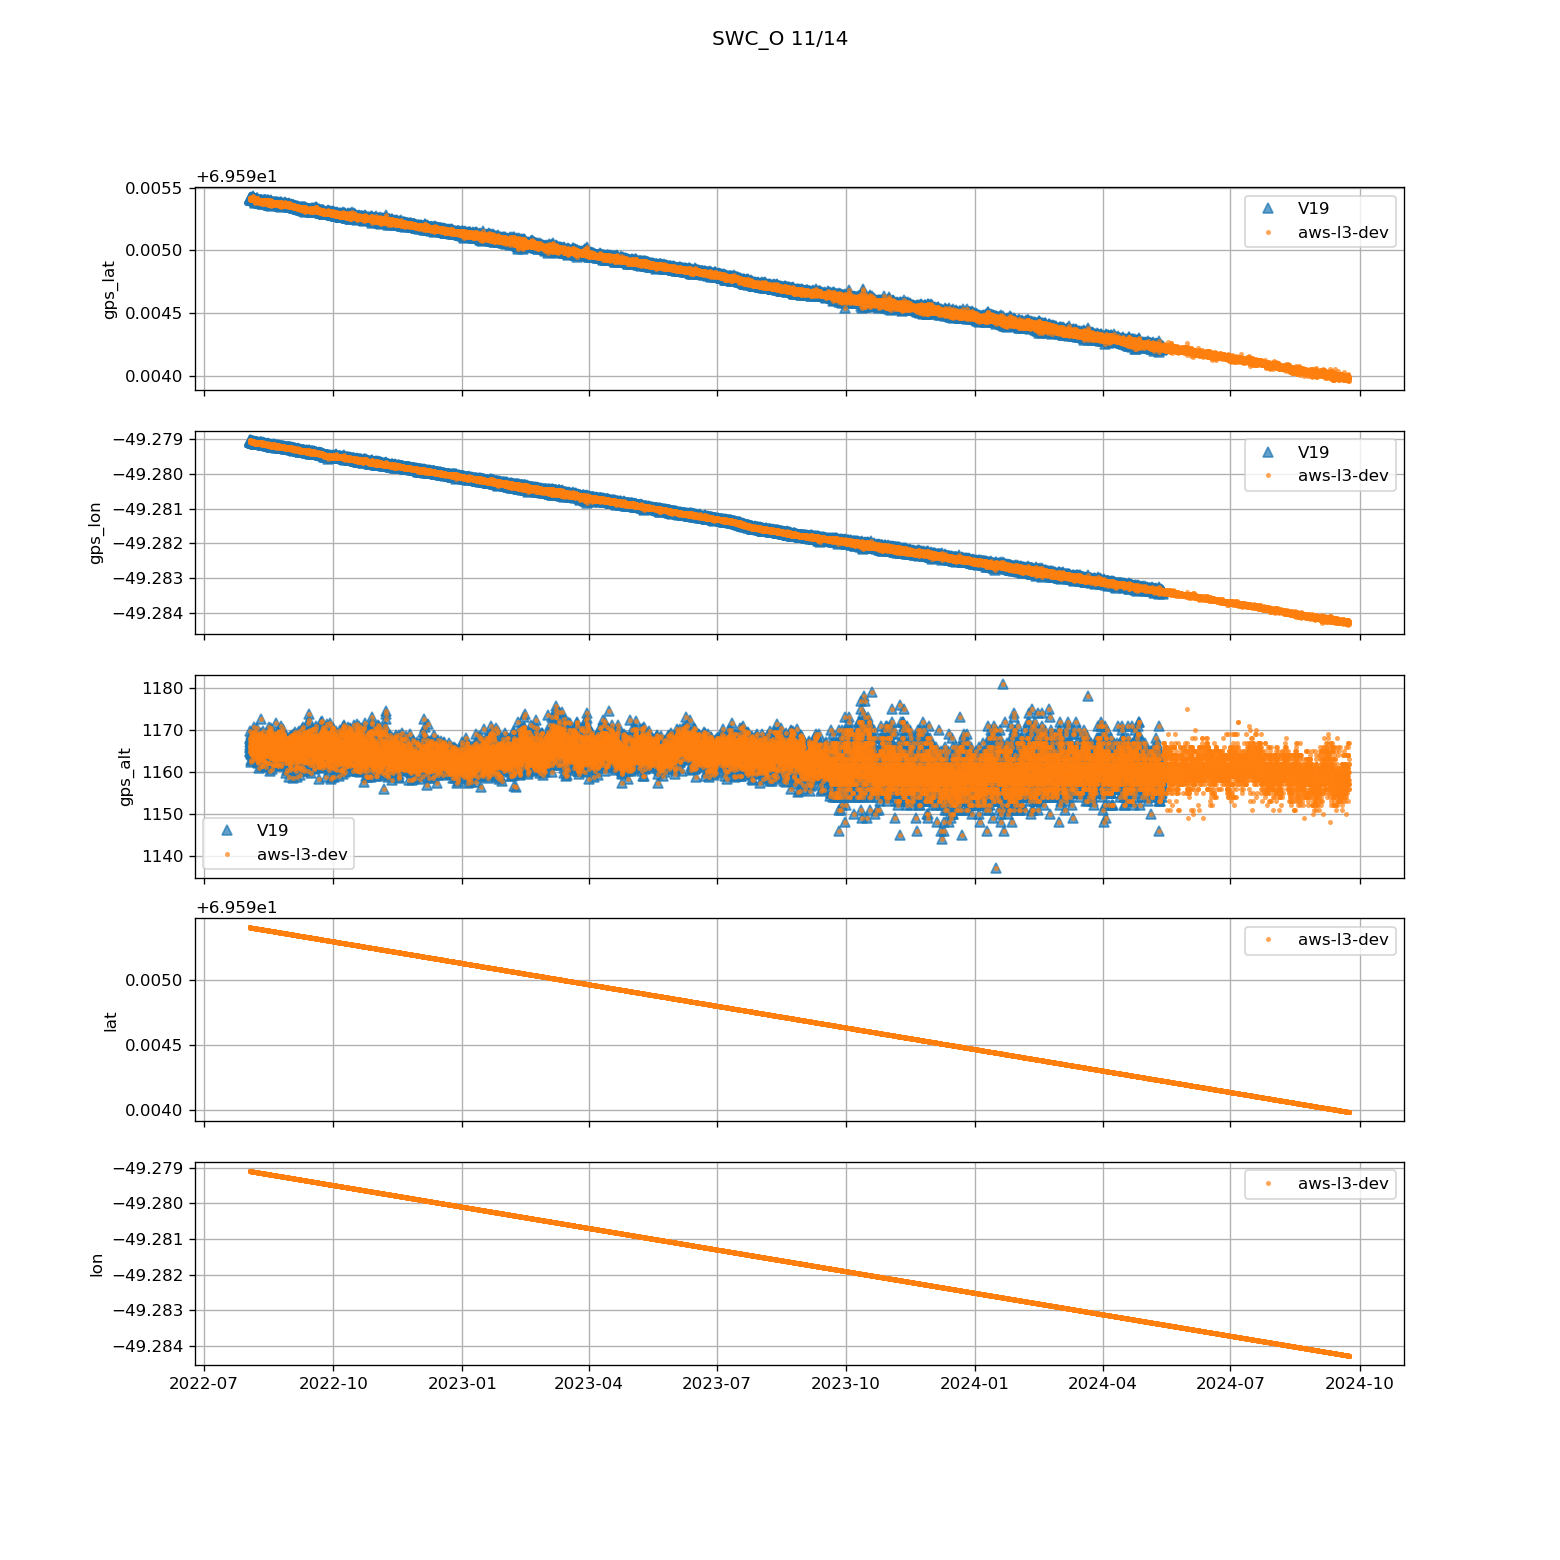 SWC_O 11/14
+6.959e1
0.0055
0.0050
0.0045
0.0040
gps_lat
V19
aws-l3-dev
−49.279
−49.280
−49.281
−49.282
−49.283
−49.284
gps_lon
V19
aws-l3-dev
1180
1170
1160
1150
1140
gps_alt
V19
aws-l3-dev
+6.959e1
0.0050
0.0045
0.0040
lat
aws-l3-dev
−49.279
−49.280
−49.281
−49.282
−49.283
−49.284
lon
aws-l3-dev
2022-07 2022-10 2023-01 2023-04 2023-07 2023-10 2024-01 2024-04 2024-07 2024-10